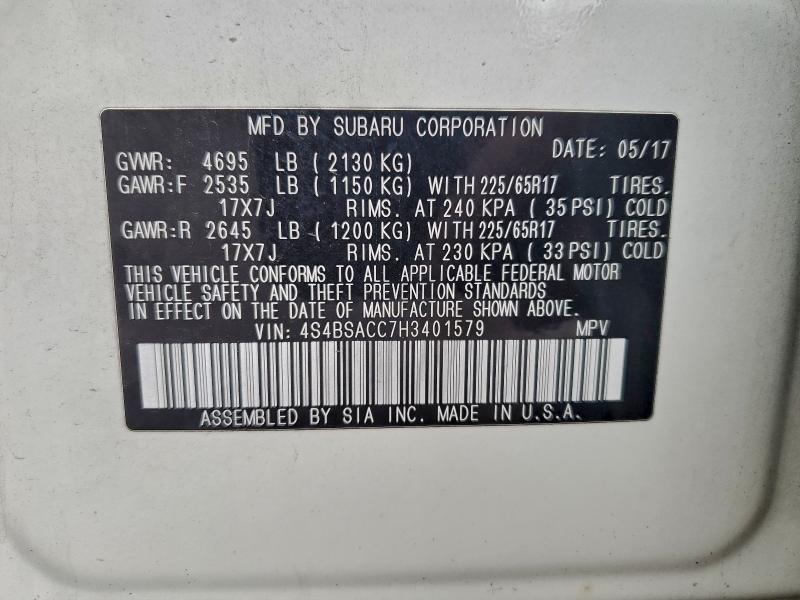 MFD BY SUBARU CORPORATION
DATE: 05/17
GVWR: 4695 LB ( 2130 KG)
GAWR:F 2535 LB ( 1150 KG) WITH 225/65R17 TIRES.
17X7J RIMS. AT 240 KPA ( 35 PSI) COLD
GAWR:R 2645 LB ( 1200 KG) WITH 225/65R17 TIRES.
17X7J RIMS. AT 230 KPA ( 33 PSI) COLD
THIS VEHICLE CONFORMS TO ALL APPLICABLE FEDERAL MOTOR
VEHICLE SAFETY AND THEFT PREVENTION STANDARDS
IN EFFECT ON THE DATE OF MANUFACTURE SHOWN ABOVE.
VIN: 4S4BSACC7H3401579 MPV
ASSEMBLED BY SIA INC. MADE IN U.S.A.